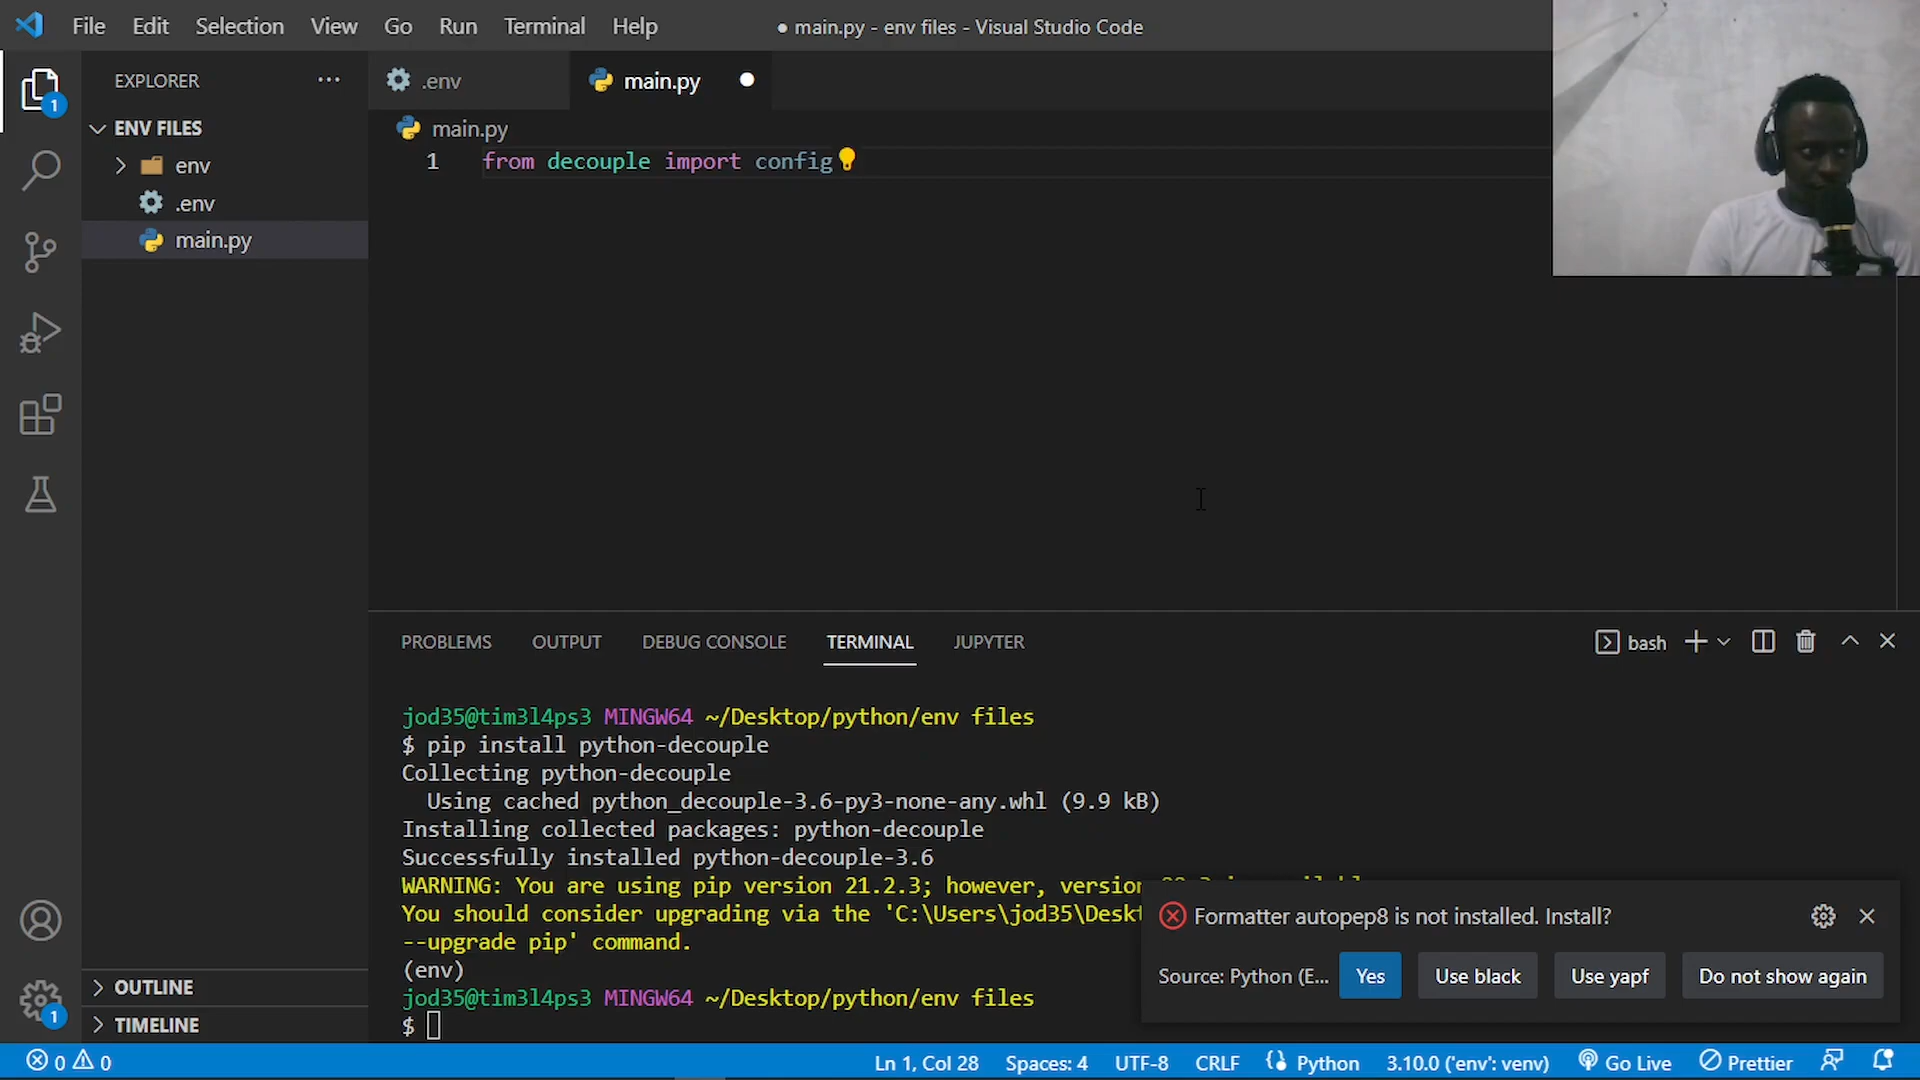 File Edit Selection View Go Run Terminal Help
● main.py - env files - Visual Studio Code
EXPLORER ...
1
ENV FILES
env
.env
main.py
.env
main.py
main.py
1 from decouple import config
PROBLEMS OUTPUT DEBUG CONSOLE TERMINAL JUPYTER
bash
jod35@tim3l4ps3 MINGW64 ~/Desktop/python/env files
$ pip install python-decouple
Collecting python-decouple
Using cached python_decouple-3.6-py3-none-any.whl (9.9 kB)
Installing collected packages: python-decouple
Successfully installed python-decouple-3.6
WARNING: You are using pip version 21.2.3; however, version
You should consider upgrading via the 'C:\Users\jod35\Deskt
--upgrade pip' command.
(env)
jod35@tim3l4ps3 MINGW64 ~/Desktop/python/env files
$
Formatter autopep8 is not installed. Install?
Source: Python (E... Yes Use black Use yapf Do not show again
OUTLINE
1
TIMELINE
0 0 Ln 1, Col 28 Spaces: 4 UTF-8 CRLF Python 3.10.0 ('env': venv) Go Live Prettier